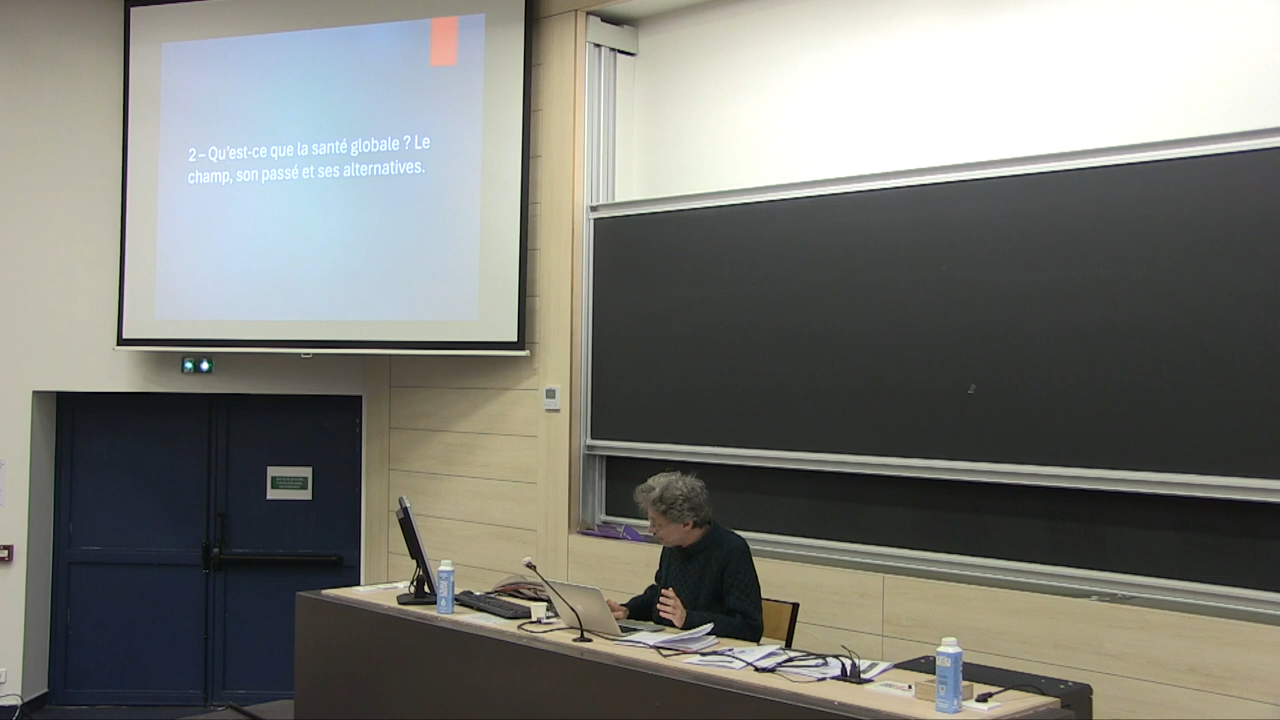 2 – Qu'est-ce que la santé globale ? Le
champ, son passé et ses alternatives.